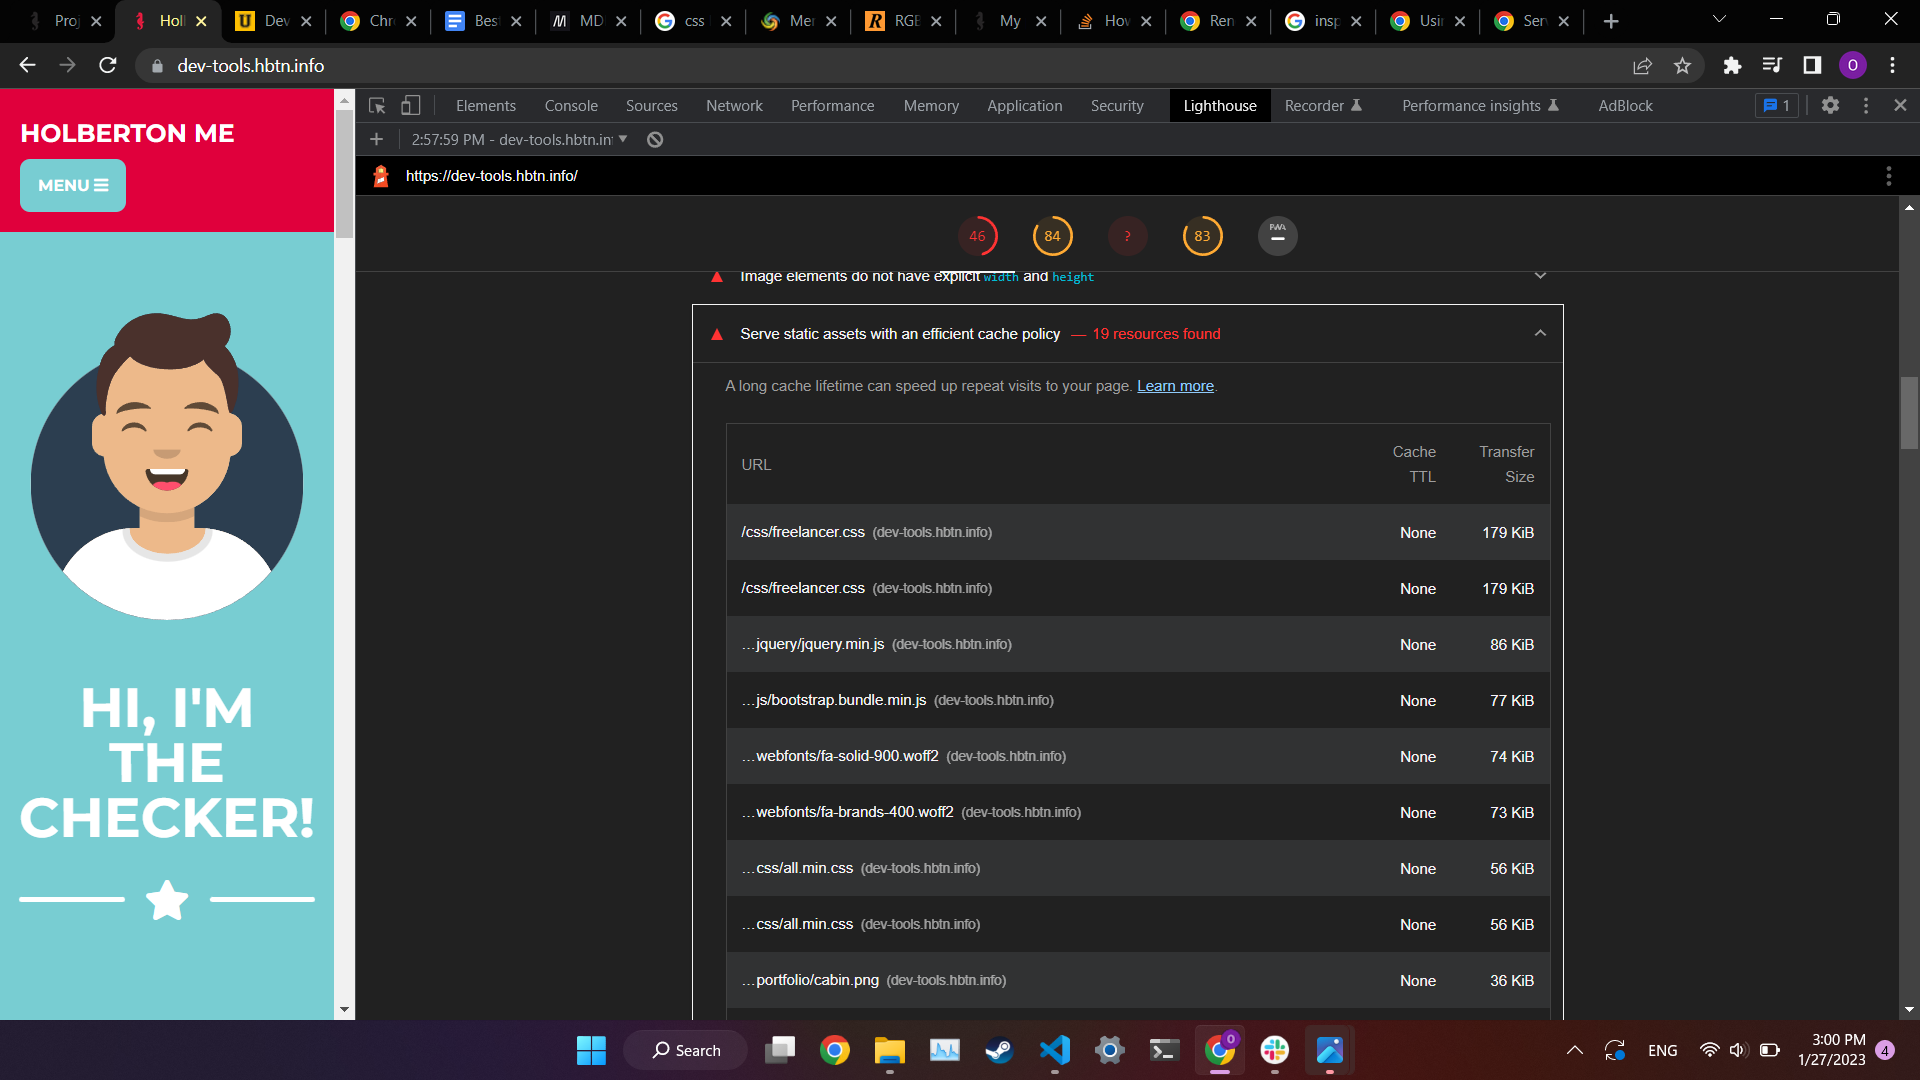 Proj
Holl
Dev
Chr
Best
MD
css
Mer
RGB
My
How
Ren
insp
Usin
Serv
dev-tools.hbtn.info
O
HOLBERTON ME
MENU
HI, I'M
THE
CHECKER!
Elements Console Sources Network Performance Memory Application Security Lighthouse Recorder Performance insights AdBlock 1
2:57:59 PM - dev-tools.hbtn.in
https://dev-tools.hbtn.info/
46 84 ? 83 PWA
Image elements do not have explicit width and height
Serve static assets with an efficient cache policy — 19 resources found
A long cache lifetime can speed up repeat visits to your page. Learn more.
URL Cache TTL Transfer Size
/css/freelancer.css (dev-tools.hbtn.info) None 179 KiB
/css/freelancer.css (dev-tools.hbtn.info) None 179 KiB
…jquery/jquery.min.js (dev-tools.hbtn.info) None 86 KiB
…js/bootstrap.bundle.min.js (dev-tools.hbtn.info) None 77 KiB
…webfonts/fa-solid-900.woff2 (dev-tools.hbtn.info) None 74 KiB
…webfonts/fa-brands-400.woff2 (dev-tools.hbtn.info) None 73 KiB
…css/all.min.css (dev-tools.hbtn.info) None 56 KiB
…css/all.min.css (dev-tools.hbtn.info) None 56 KiB
…portfolio/cabin.png (dev-tools.hbtn.info) None 36 KiB
Search
ENG
3:00 PM
1/27/2023
4